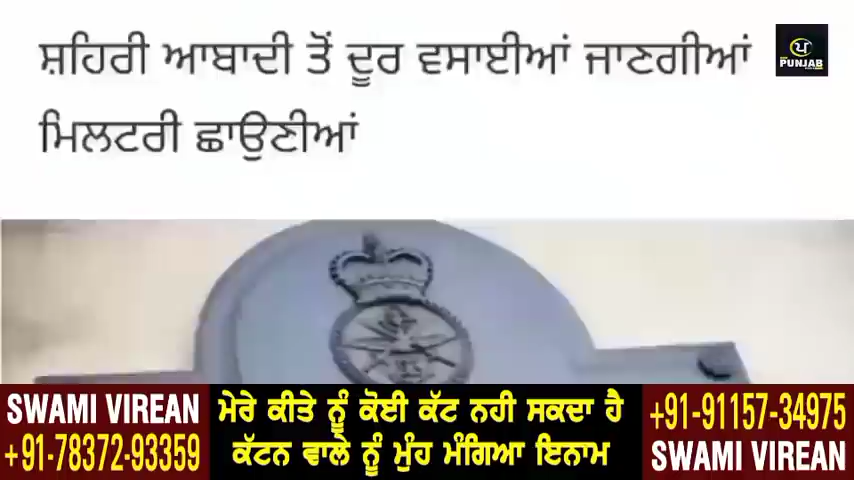 ਸ਼ਹਿਰੀ ਆਬਾਦੀ ਤੋਂ ਦੂਰ ਵਸਾਈਆਂ ਜਾਣਗੀਆਂ
ਮਿਲਟਰੀ ਛਾਉਣੀਆਂ
ਪ
PUNJAB
SWAMI VIREAN
+91-78372-93359
ਮੇਰੇ ਕੀਤੇ ਨੂੰ ਕੋਈ ਕੱਟ ਨਹੀ ਸਕਦਾ ਹੈ
ਕੱਟਨ ਵਾਲੇ ਨੂੰ ਮੂੰਹ ਮੰਗਿਆ ਇਨਾਮ
+91-91157-34975
SWAMI VIREAN